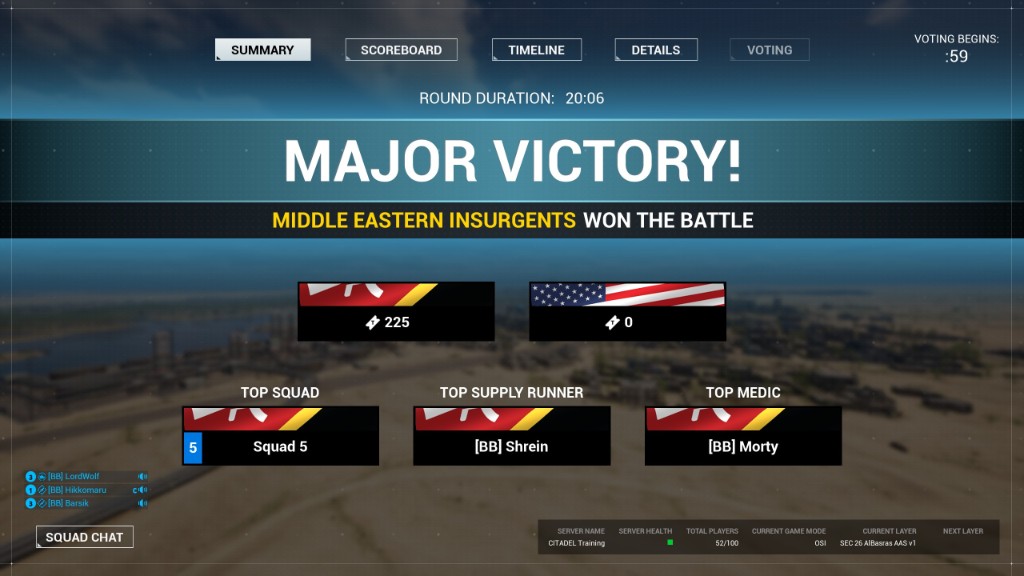 SUMMARY SCOREBOARD TIMELINE DETAILS VOTING
VOTING BEGINS:
:59
ROUND DURATION: 20:06
MAJOR VICTORY!
MIDDLE EASTERN INSURGENTS WON THE BATTLE
225 0
TOP SQUAD TOP SUPPLY RUNNER TOP MEDIC
5 Squad 5 [BB] Shrein [BB] Morty
[BB] LordWolf
[BB] Hikkomaru
[BB] Barsik
SQUAD CHAT
SERVER NAME SERVER HEALTH TOTAL PLAYERS CURRENT GAME MODE CURRENT LAYER NEXT LAYER
CITADEL Training 52/100 OSI SEC 26 AlBasras AAS v1